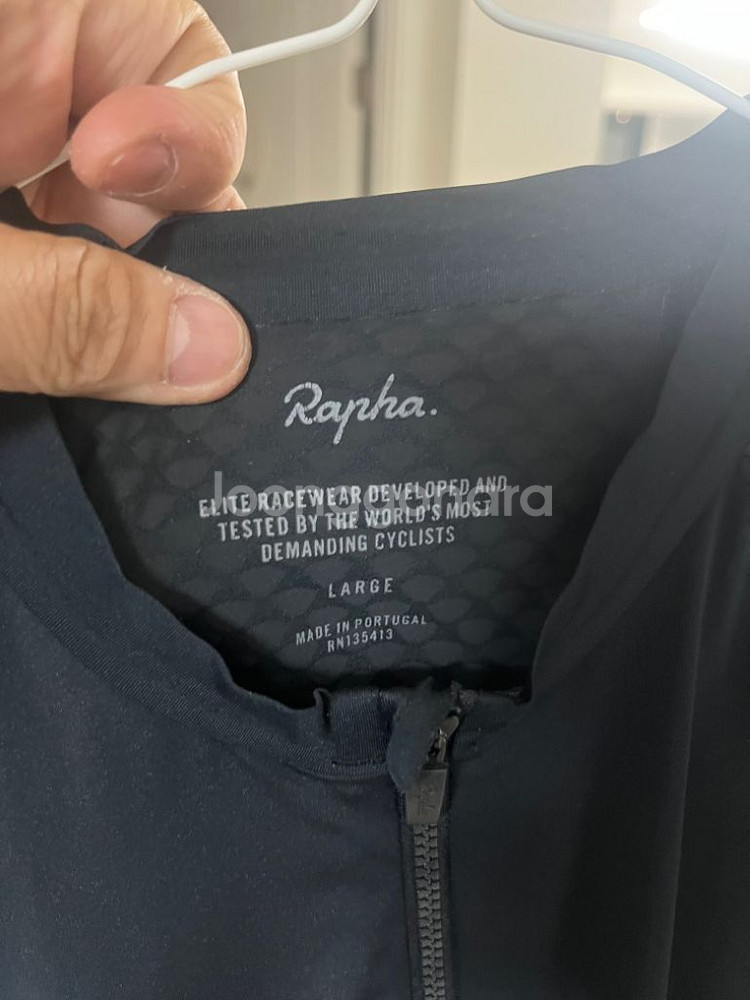 Rapha.
ELITE RACEWEAR DEVELOPED AND
TESTED BY THE WORLD'S MOST
DEMANDING CYCLISTS
LARGE
MADE IN PORTUGAL
RN135413